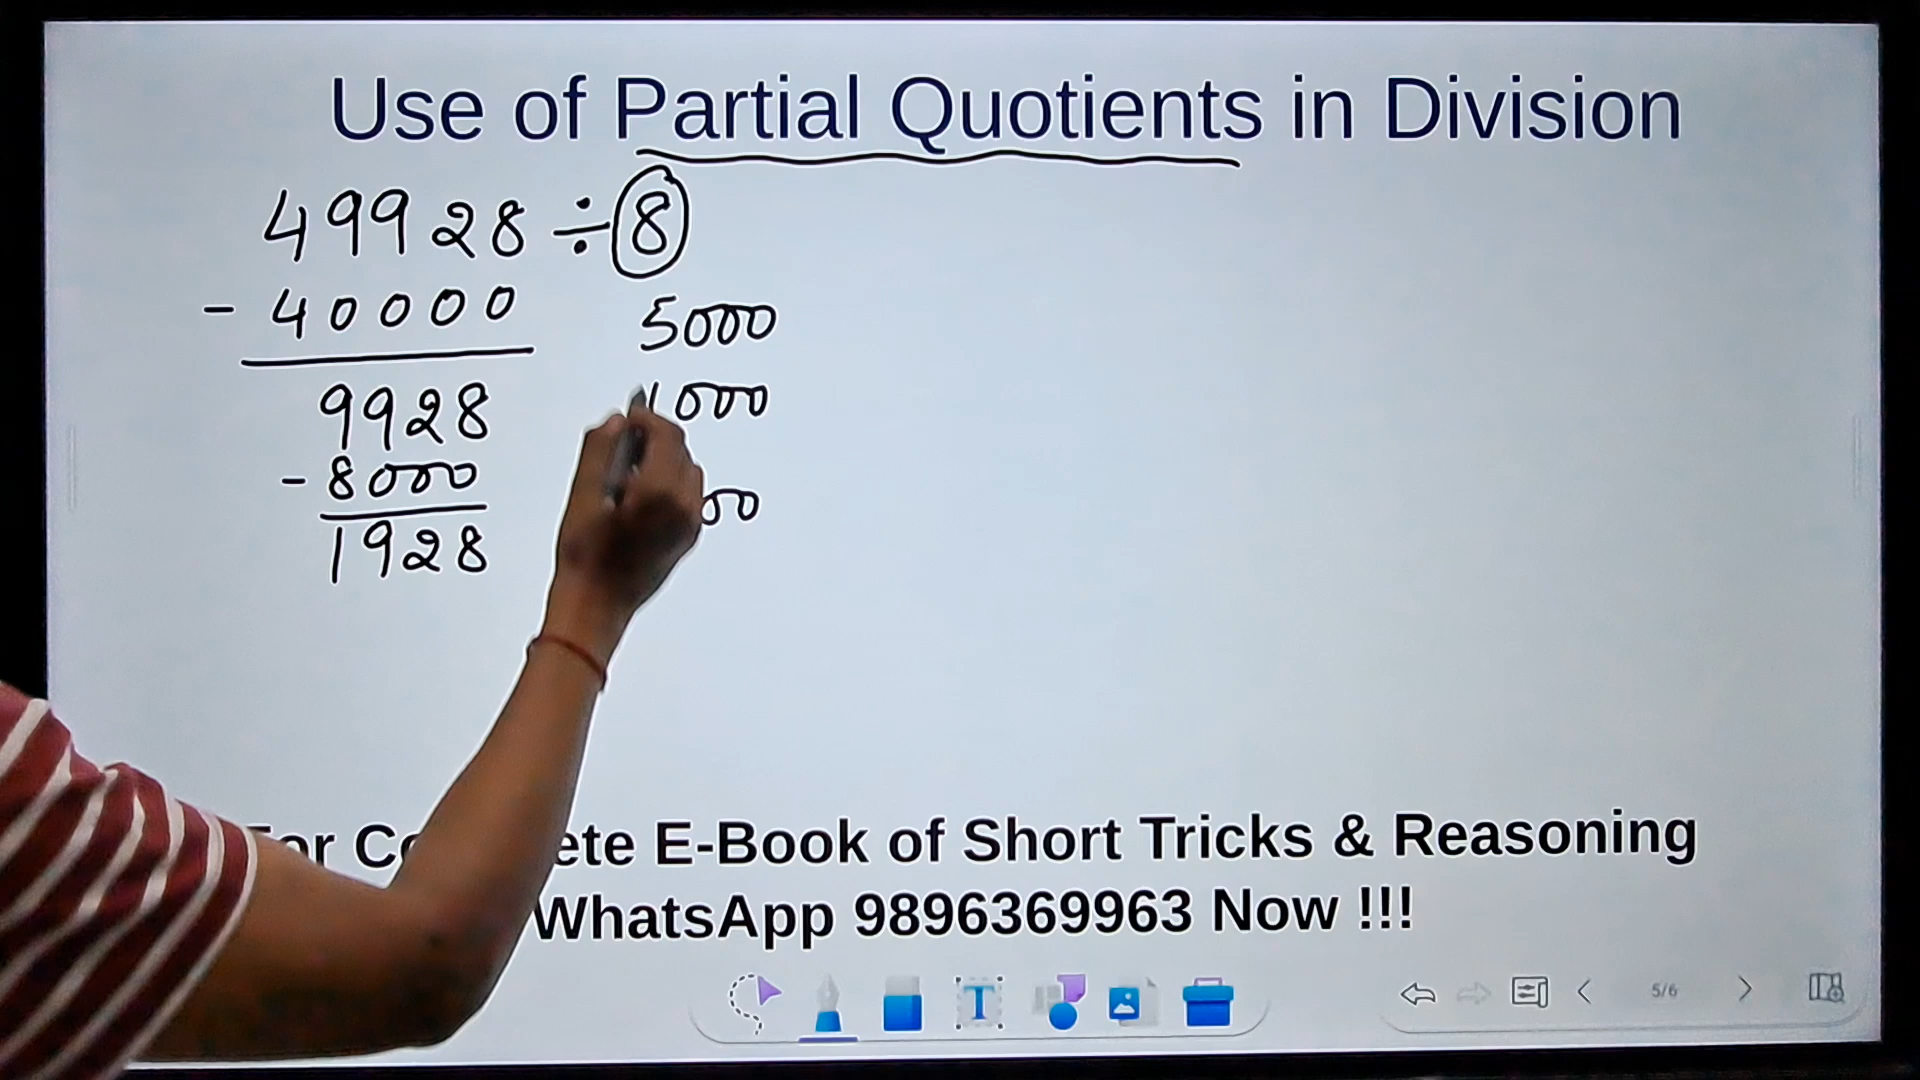 Use of Partial Quotients in Division
49928 ÷ 8
- 40000 5000
9928 1000
- 8000
00
1928
E-Book of Short Tricks & Reasoning
WhatsApp 9896369963 Now !!!
T
5/6